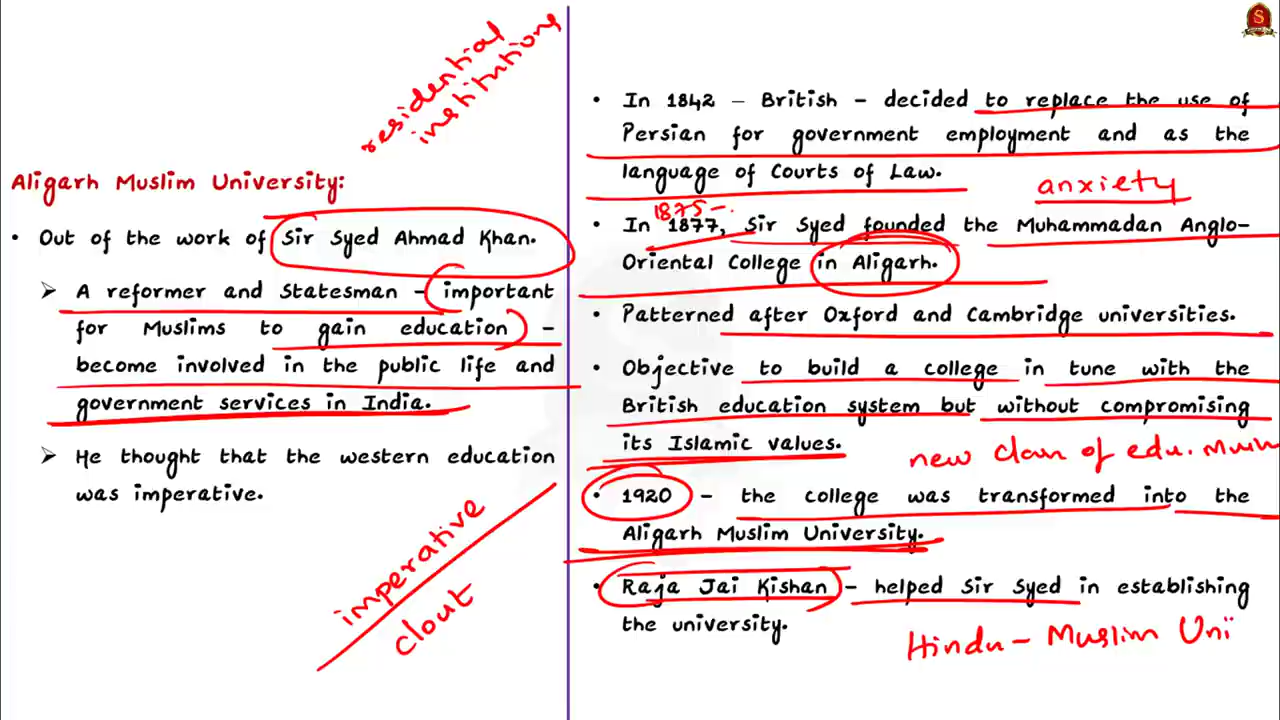 residential
institutions
Aligarh Muslim University:
• Out of the work of Sir Syed Ahmad Khan.
➤ A reformer and Statesman – important
for Muslims to gain education –
become involved in the public life and
government services in India.
➤ He thought that the western education
was imperative.
imperative
clout
• In 1842 – British – decided to replace the use of
Persian for government employment and as the
language of Courts of Law.
anxiety
1875 –
• In 1877, Sir Syed founded the Muhammadan Anglo-
Oriental College in Aligarh.
• Patterned after Oxford and Cambridge universities.
• Objective to build a college in tune with the
British education system but without compromising
its Islamic values.
new class of edu.
• 1920 – the college was transformed into the
Aligarh Muslim University.
• Raja Jai Kishan – helped Sir Syed in establishing
the university.
Hindu – Muslim Uni